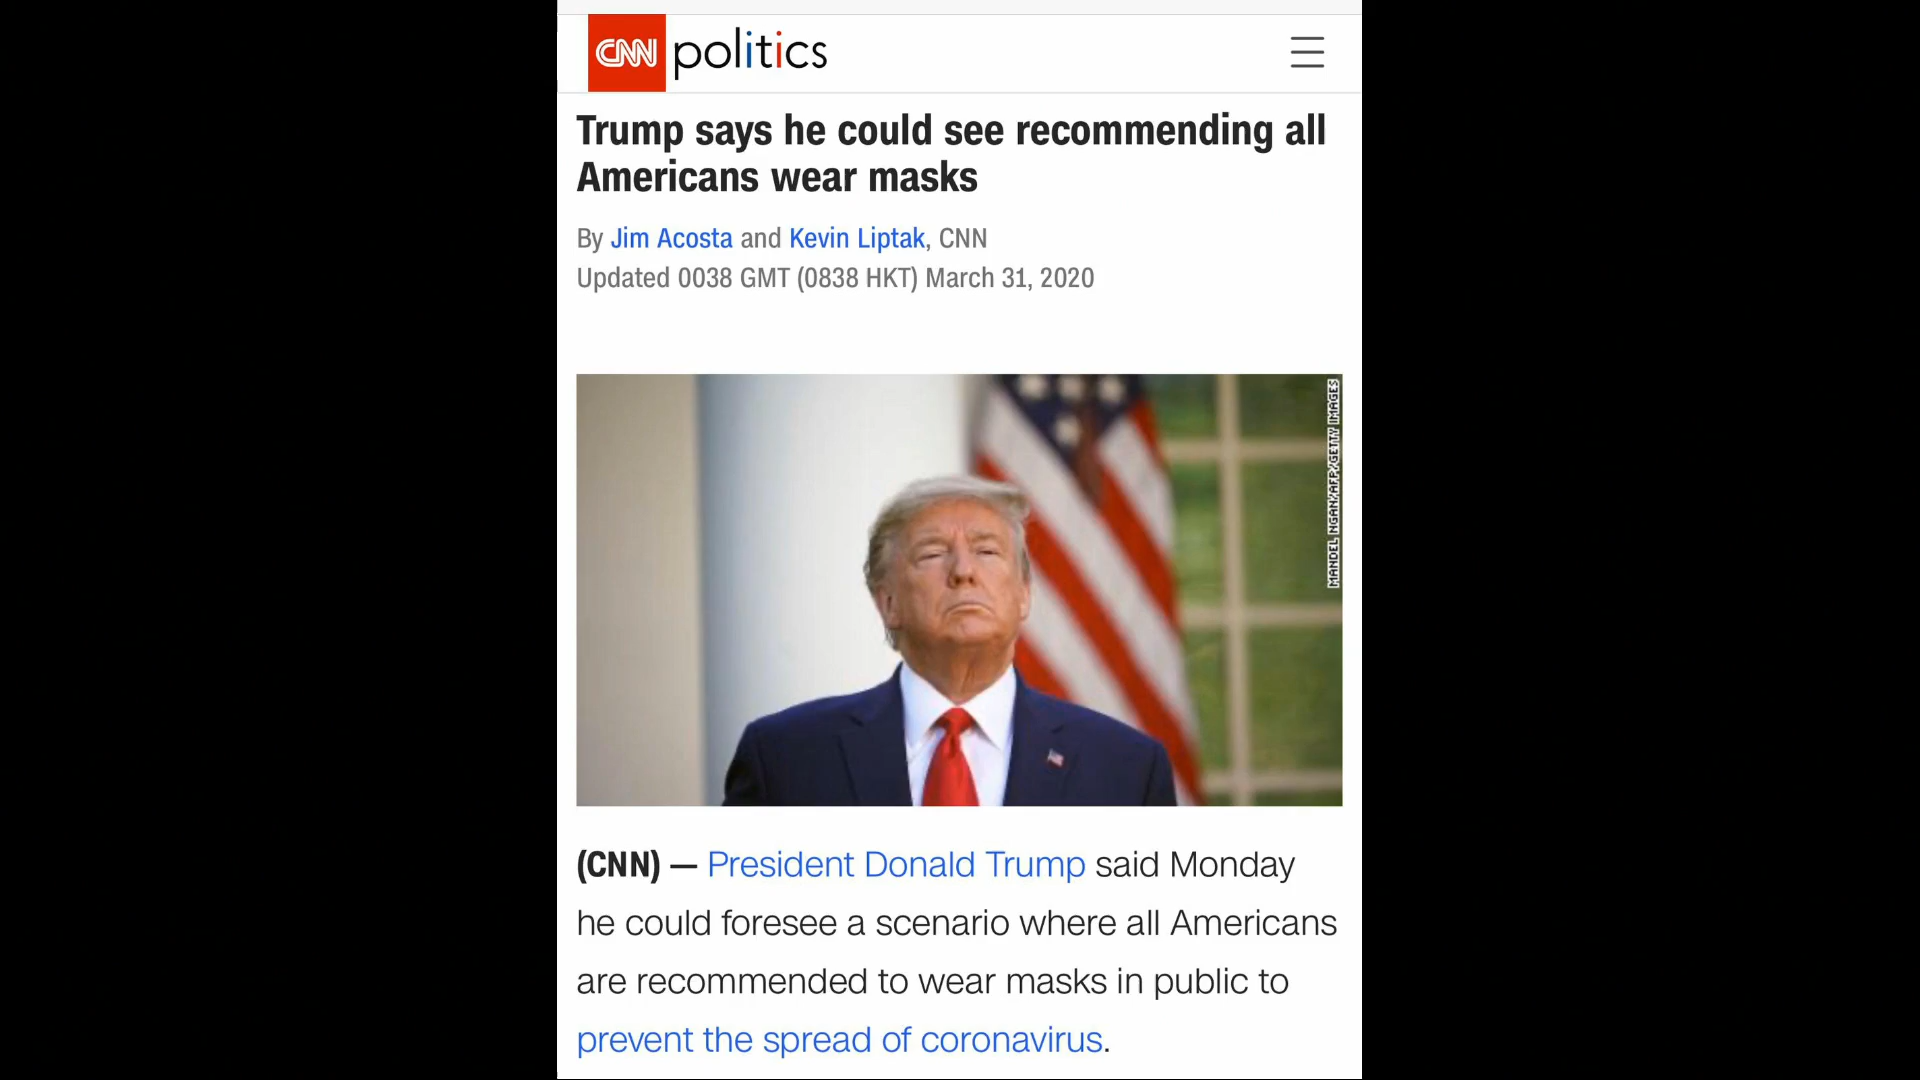 CNN politics
Trump says he could see recommending all
Americans wear masks
By Jim Acosta and Kevin Liptak, CNN
Updated 0038 GMT (0838 HKT) March 31, 2020
MANDEL NGAN/AFP/GETTY IMAGES
(CNN) — President Donald Trump said Monday
he could foresee a scenario where all Americans
are recommended to wear masks in public to
prevent the spread of coronavirus.